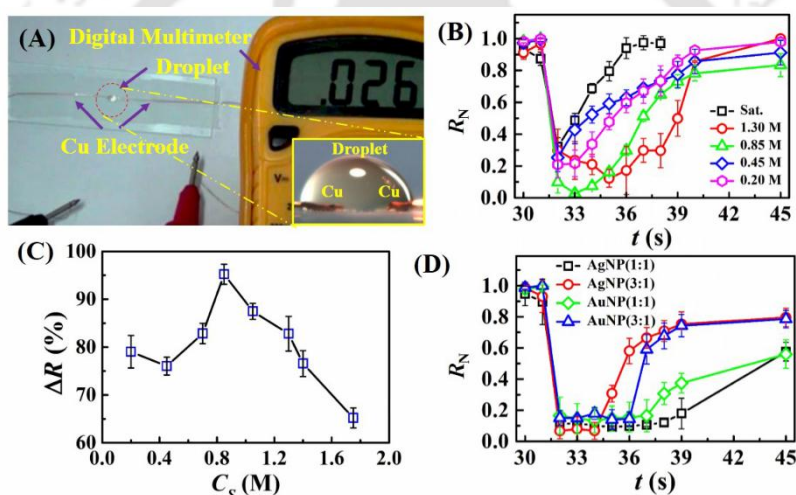 (A)
Digital Multimeter
Droplet
Cu Electrode
.026
Droplet
Cu
Cu
(B)
1.0
0.8
0.6
0.4
0.2
0.0
R_N
Sat.
1.30 M
0.85 M
0.45 M
0.20 M
30 33 36 39 42 45
t (s)
(C)
100
90
80
70
60
ΔR (%)
0.0 0.4 0.8 1.2 1.6 2.0
C_S (M)
(D)
1.0
0.8
0.6
0.4
0.2
0.0
R_N
AgNP(1:1)
AgNP(3:1)
AuNP(1:1)
AuNP(3:1)
30 33 36 39 42 45
t (s)